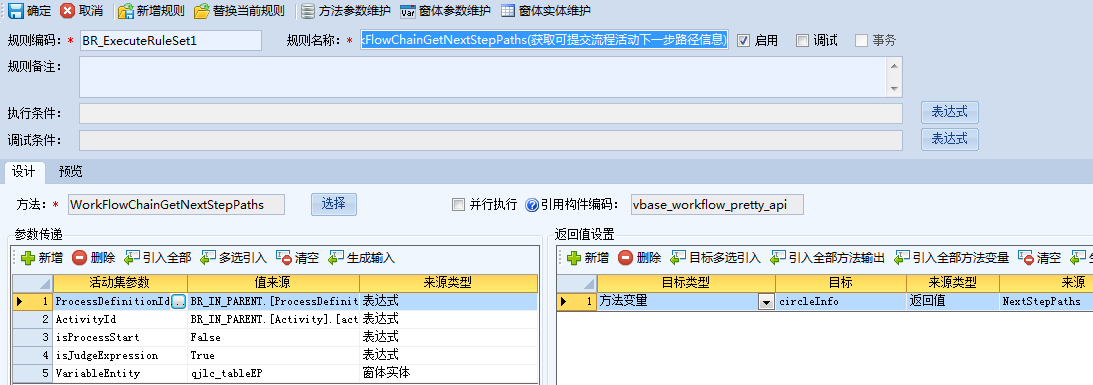 确定 取消 新增规则 替换当前规则 方法参数维护 Var 窗体参数维护 窗体实体维护
规则编码：* BR_ExecuteRuleSet1 规则名称：* FlowChainGetNextStepPaths(获取可提交流程活动下一步路径信息) 启用 调试 事务
规则备注：
执行条件： 表达式
调试条件： 表达式
设计 预览
方法：* WorkFlowChainGetNextStepPaths 选择 并行执行 引用构件编码： vbase_workflow_pretty_api
参数传递
新增 删除 引入全部 多选引入 清空 生成输入
活动集参数 值来源 来源类型
1 ProcessDefinitionId ... BR_IN_PARENT.[ProcessDefinit 表达式
2 ActivityId BR_IN_PARENT.[Activity].[act 表达式
3 isProcessStart False 表达式
4 isJudgeExpression True 表达式
5 VariableEntity qjlc_tableEP 窗体实体
返回值设置
新增 删除 目标多选引入 引入全部方法输出 引入全部方法变量 清空
目标类型 目标 来源类型 来源
1 方法变量 circleInfo 返回值 NextStepPaths